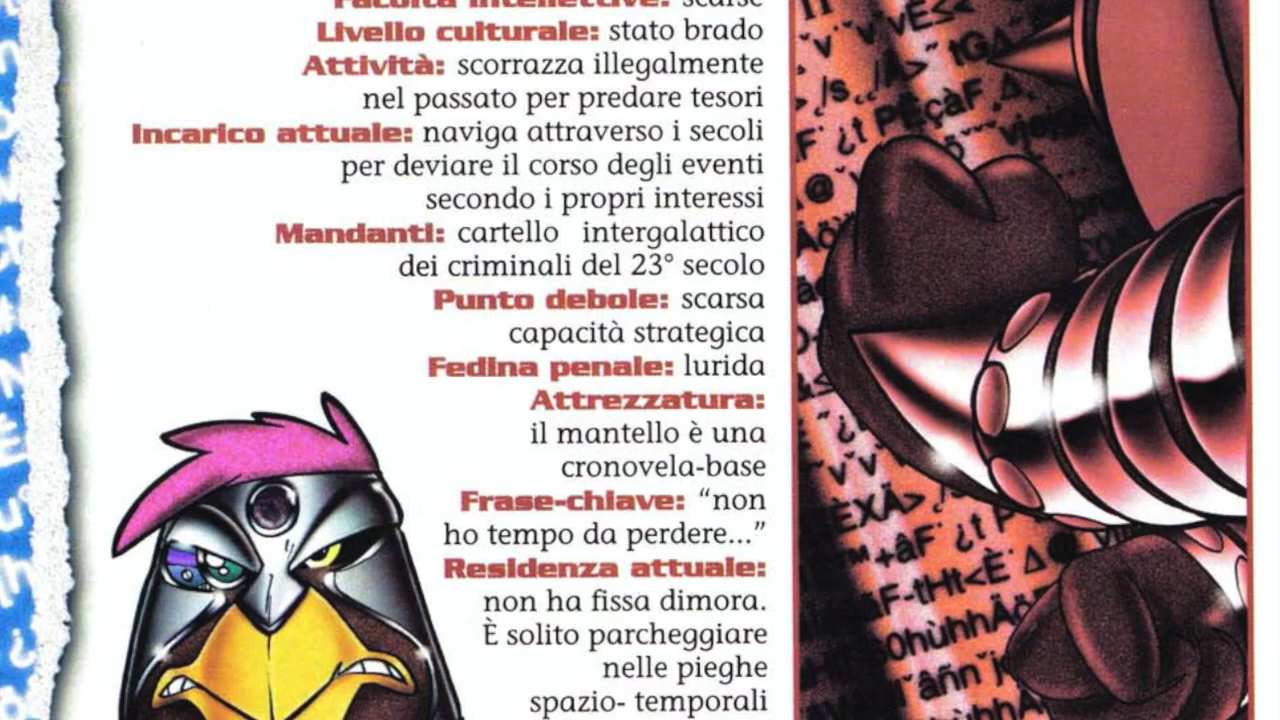 Facoltà intellettive: scarse
Livello culturale: stato brado
Attività: scorrazza illegalmente
nel passato per predare tesori
Incarico attuale: naviga attraverso i secoli
per deviare il corso degli eventi
secondo i propri interessi
Mandanti: cartello intergalattico
dei criminali del 23° secolo
Punto debole: scarsa
capacità strategica
Fedina penale: lurida
Attrezzatura:
il mantello è una
cronovela-base
Frase-chiave: “non
ho tempo da perdere...”
Residenza attuale:
non ha fissa dimora.
È solito parcheggiare
nelle pieghe
spazio- temporali